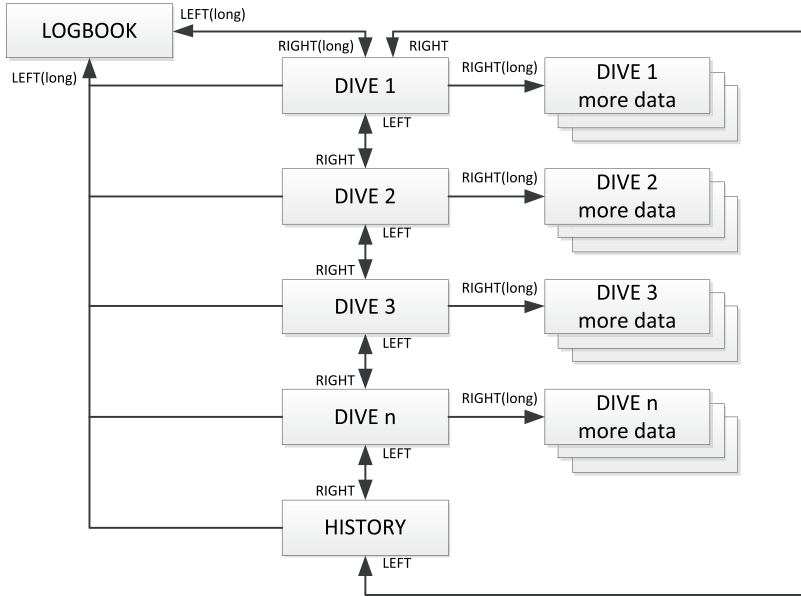 LEFT(long)
LOGBOOK
RIGHT(long)
RIGHT
LEFT(long)
RIGHT(long)
DIVE 1
DIVE 1
more data
LEFT
RIGHT
RIGHT(long)
DIVE 2
DIVE 2
more data
LEFT
RIGHT
RIGHT(long)
DIVE 3
DIVE 3
more data
LEFT
RIGHT
RIGHT(long)
DIVE n
DIVE n
more data
LEFT
RIGHT
HISTORY
LEFT